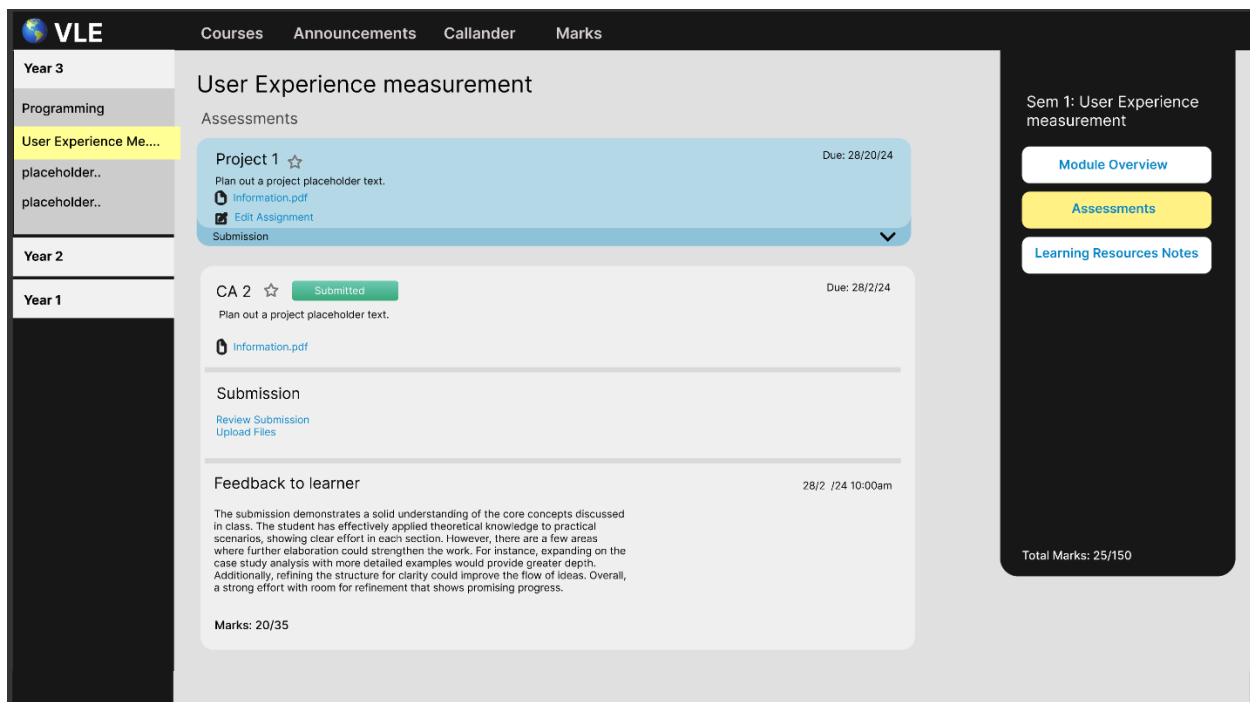 VLE
Courses Announcements Callander Marks
Year 3
Programming
User Experience Me....
placeholder..
placeholder..
Year 2
Year 1
User Experience measurement
Assessments
Project 1
Due: 28/20/24
Plan out a project placeholder text.
Information.pdf
Edit Assignment
Submission
CA 2
Submitted
Due: 28/2/24
Plan out a project placeholder text.
Information.pdf
Submission
Review Submission
Upload Files
Feedback to learner
28/2 /24 10:00am
The submission demonstrates a solid understanding of the core concepts discussed
in class. The student has effectively applied theoretical knowledge to practical
scenarios, showing clear effort in each section. However, there are a few areas
where further elaboration could strengthen the work. For instance, expanding on the
case study analysis with more detailed examples would provide greater depth.
Additionally, refining the structure for clarity could improve the flow of ideas. Overall,
a strong effort with room for refinement that shows promising progress.
Marks: 20/35
Sem 1: User Experience
measurement
Module Overview
Assessments
Learning Resources Notes
Total Marks: 25/150